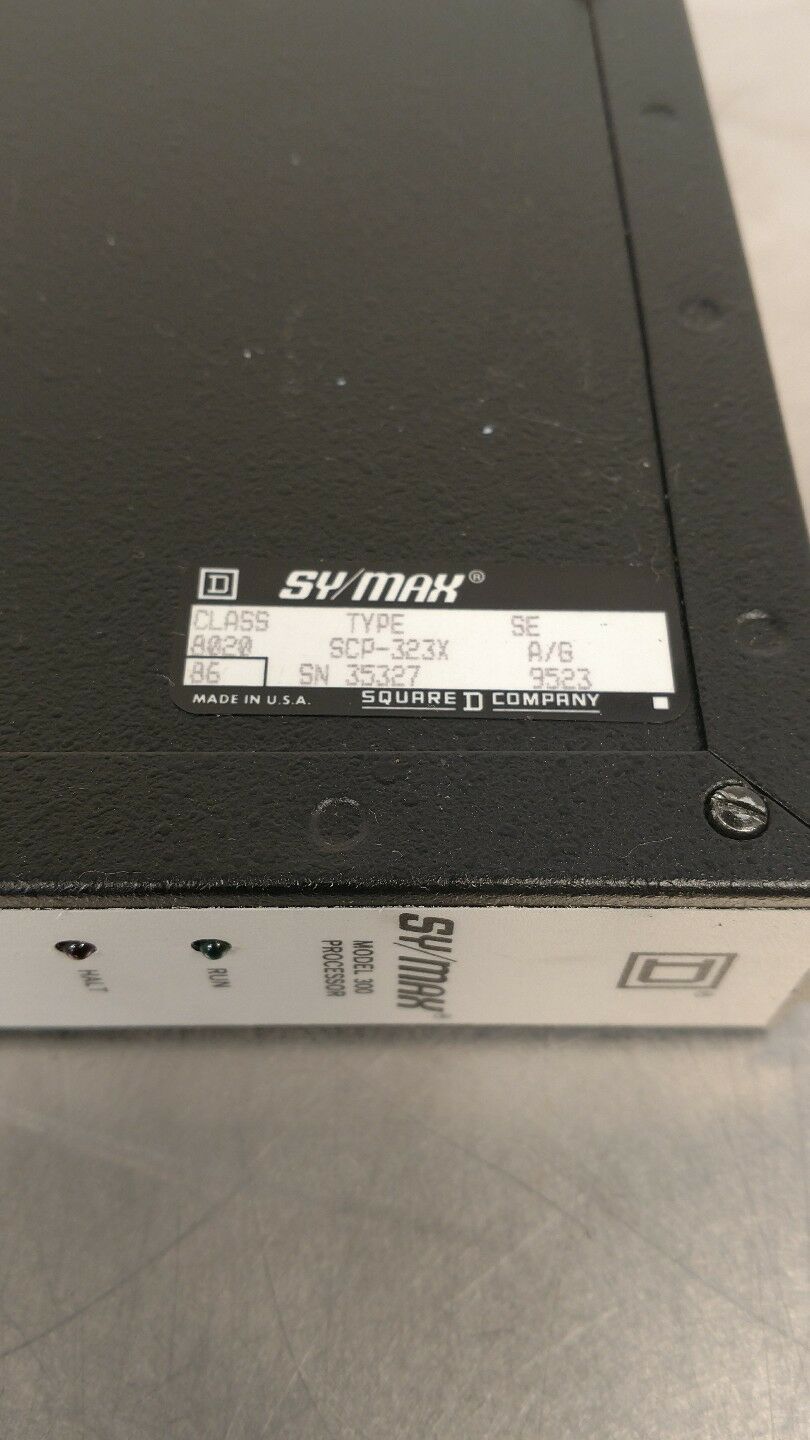 D SY/MAX®
CLASS TYPE SE
8020 SCP-323X A/G
86 SN 35327 9523
MADE IN U.S.A. SQUARE D COMPANY
HALT
RUN
MODEL 300
PROCESSOR
SY/MAX®
D®